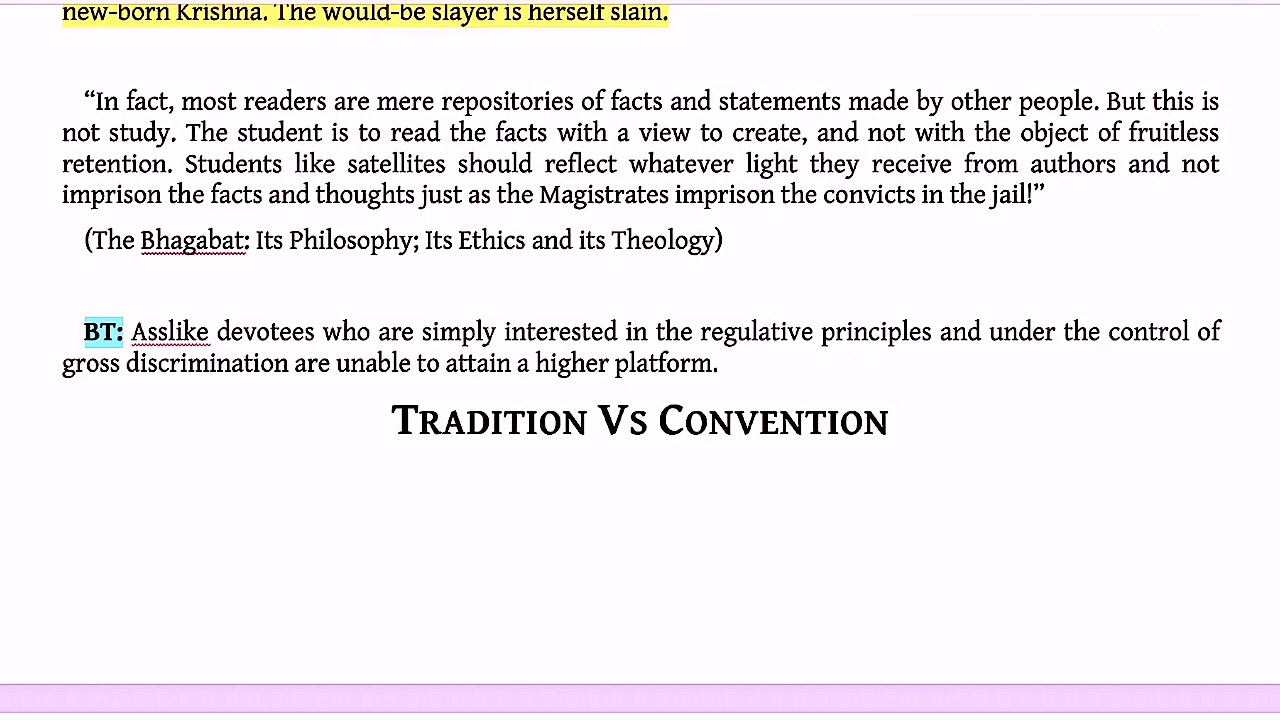 new-born Krishna. The would-be slayer is herself slain.
“In fact, most readers are mere repositories of facts and statements made by other people. But this is
not study. The student is to read the facts with a view to create, and not with the object of fruitless
retention. Students like satellites should reflect whatever light they receive from authors and not
imprison the facts and thoughts just as the Magistrates imprison the convicts in the jail!”
(The Bhagabat: Its Philosophy; Its Ethics and its Theology)
BT: Asslike devotees who are simply interested in the regulative principles and under the control of
gross discrimination are unable to attain a higher platform.
TRADITION VS CONVENTION